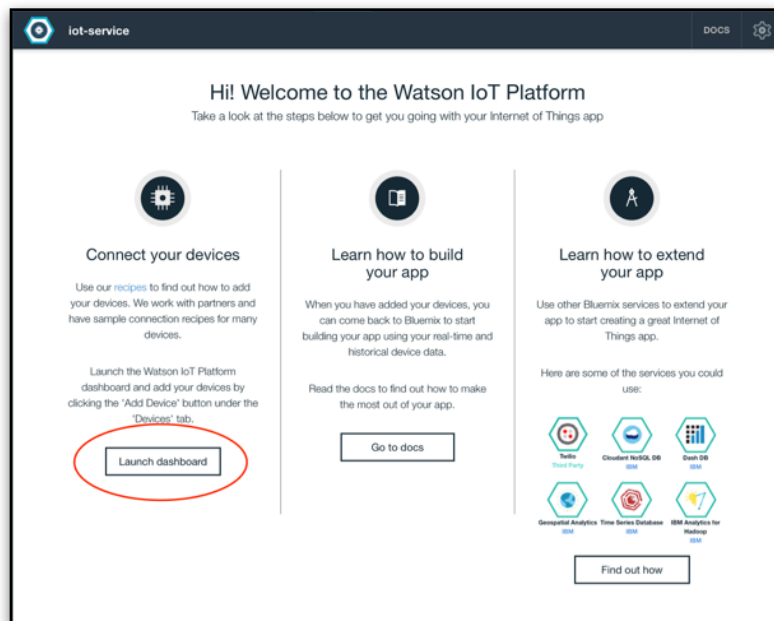 iot-service
DOCS
Hi! Welcome to the Watson IoT Platform
Take a look at the steps below to get you going with your Internet of Things app
Connect your devices
Use our recipes to find out how to add
your devices. We work with partners and
have sample connection recipes for many
devices.
Launch the Watson IoT Platform
dashboard and add your devices by
clicking the 'Add Device' button under the
'Devices' tab.
Launch dashboard
Learn how to build
your app
When you have added your devices, you
can come back to Bluemix to start
building your app using your real-time and
historical device data.
Read the docs to find out how to make
the most out of your app.
Go to docs
Learn how to extend
your app
Use other Bluemix services to extend your
app to start creating a great Internet of
Things app.
Here are some of the services you could
use:
Twilio
Third Party
Cloudant NoSQL DB
IBM
Dash DB
IBM
Geospatial Analytics
IBM
Time Series Database
IBM
IBM Analytics for
Hadoop
IBM
Find out how